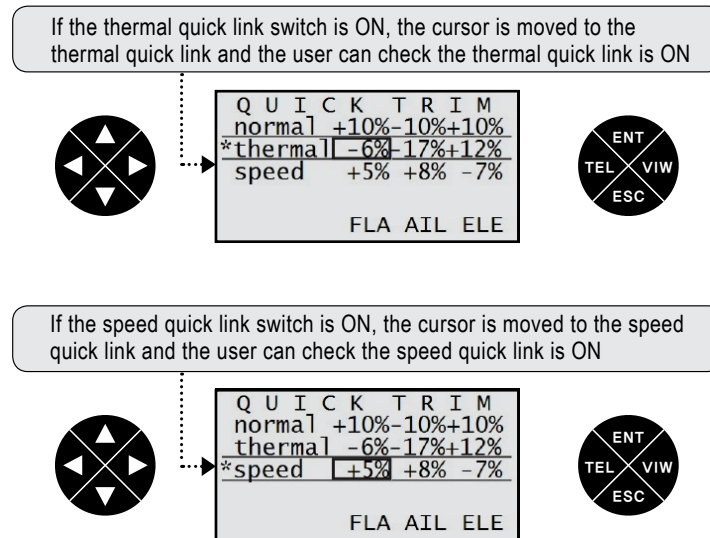 If the thermal quick link switch is ON, the cursor is moved to the
thermal quick link and the user can check the thermal quick link is ON
Q U I C K T R I M
normal +10%-10%+10%
*thermal -6%-17%+12%
speed +5% +8% -7%
FLA AIL ELE
ENT
TEL VIW
ESC
If the speed quick link switch is ON, the cursor is moved to the speed
quick link and the user can check the speed quick link is ON
Q U I C K T R I M
normal +10%-10%+10%
thermal -6%-17%+12%
*speed +5% +8% -7%
FLA AIL ELE
ENT
TEL VIW
ESC